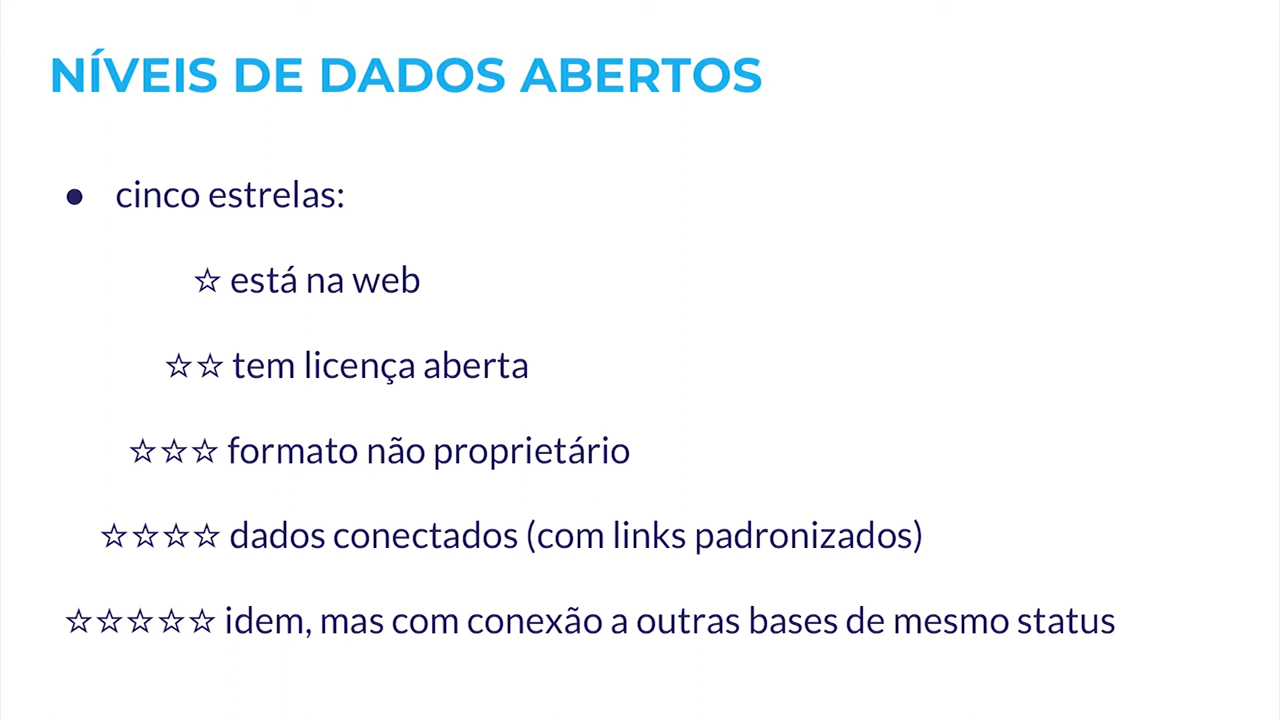 NÍVEIS DE DADOS ABERTOS
● cinco estrelas:
☆ está na web
☆☆ tem licença aberta
☆☆☆ formato não proprietário
☆☆☆☆ dados conectados (com links padronizados)
☆☆☆☆☆ idem, mas com conexão a outras bases de mesmo status